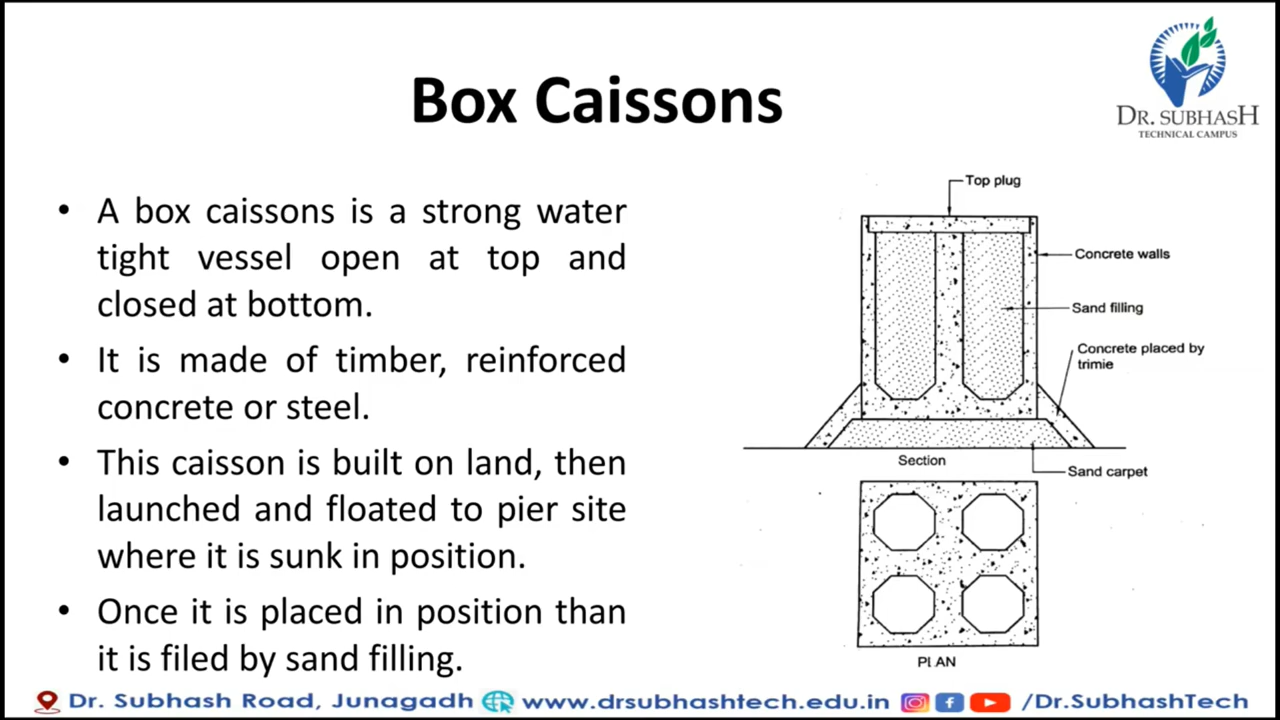 Box Caissons
DR. SUBHASH
TECHNICAL CAMPUS
• A box caissons is a strong water
tight vessel open at top and
closed at bottom.
• It is made of timber, reinforced
concrete or steel.
• This caisson is built on land, then
launched and floated to pier site
where it is sunk in position.
• Once it is placed in position than
it is filed by sand filling.
Top plug
Concrete walls
Sand filling
Concrete placed by
trimie
Section
Sand carpet
PLAN
Dr. Subhash Road, Junagadh www.drsubhashtech.edu.in /Dr.SubhashTech